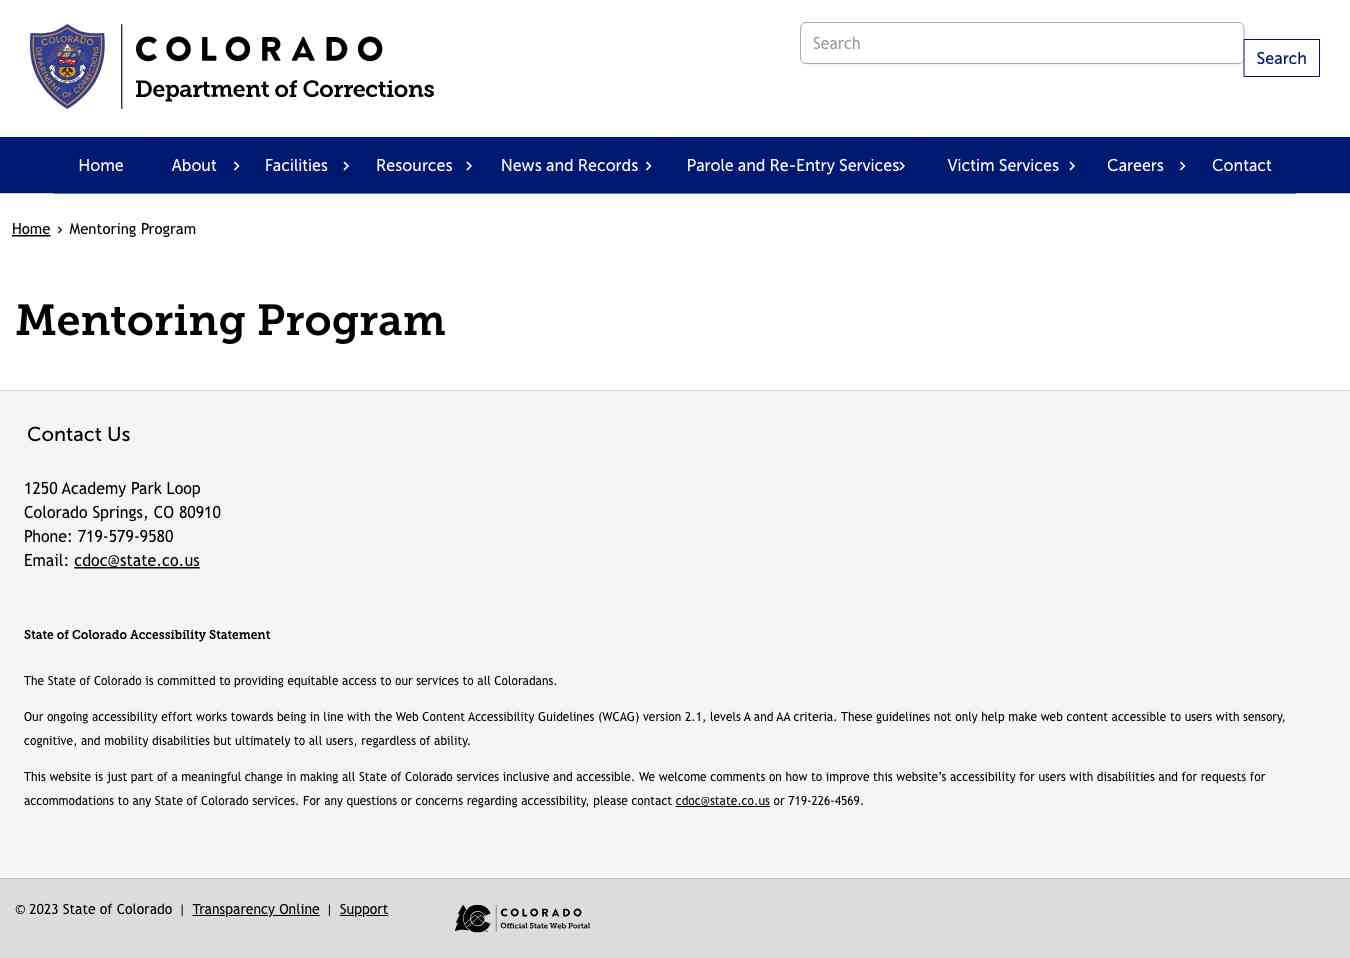 COLORADO
Department of Corrections
Search
Search
Home About Facilities Resources News and Records Parole and Re-Entry Services Victim Services Careers Contact
Home › Mentoring Program
Mentoring Program
Contact Us
1250 Academy Park Loop
Colorado Springs, CO 80910
Phone: 719-579-9580
Email: cdoc@state.co.us
State of Colorado Accessibility Statement
The State of Colorado is committed to providing equitable access to our services to all Coloradans.
Our ongoing accessibility effort works towards being in line with the Web Content Accessibility Guidelines (WCAG) version 2.1, levels A and AA criteria. These guidelines not only help make web content accessible to users with sensory,
cognitive, and mobility disabilities but ultimately to all users, regardless of ability.
This website is just part of a meaningful change in making all State of Colorado services inclusive and accessible. We welcome comments on how to improve this website’s accessibility for users with disabilities and for requests for
accommodations to any State of Colorado services. For any questions or concerns regarding accessibility, please contact cdoc@state.co.us or 719-226-4569.
© 2023 State of Colorado | Transparency Online | Support
COLORADO
Official State Web Portal